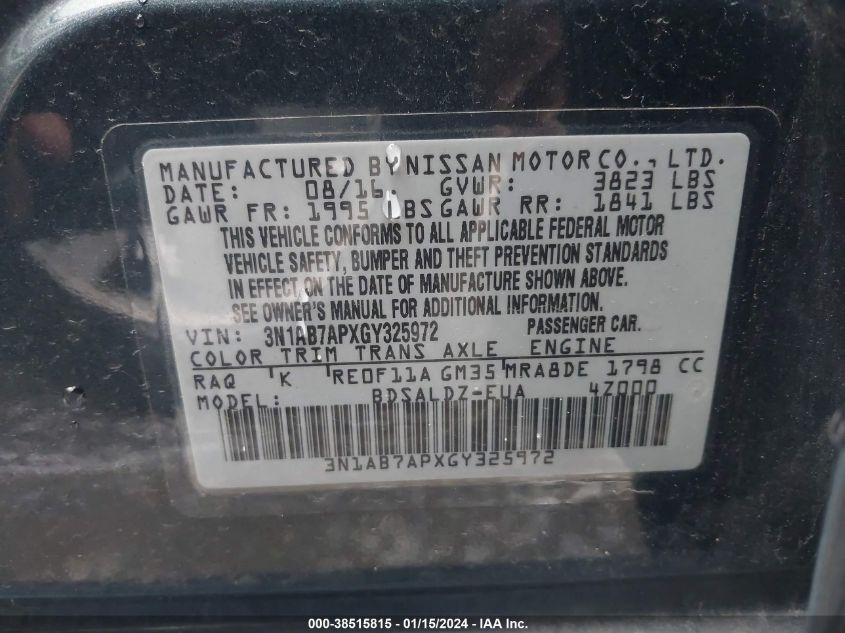 MANUFACTURED BY NISSAN MOTOR CO., LTD.
DATE: 08/16. GVWR: 3823 LBS
GAWR FR: 1995 LBS GAWR RR: 1841 LBS
THIS VEHICLE CONFORMS TO ALL APPLICABLE FEDERAL MOTOR
VEHICLE SAFETY, BUMPER AND THEFT PREVENTION STANDARDS
IN EFFECT ON THE DATE OF MANUFACTURE SHOWN ABOVE.
SEE OWNER'S MANUAL FOR ADDITIONAL INFORMATION.
VIN: 3N1AB7APXGY325972 PASSENGER CAR.
COLOR TRIM TRANS AXLE ENGINE
RAQ K RE0F11A GM35 MRA8DE 1798 CC
MODEL: BDSALDZ-EUA 4Z000
3N1AB7APXGY325972
000-38515815 - 01/15/2024 - IAA Inc.